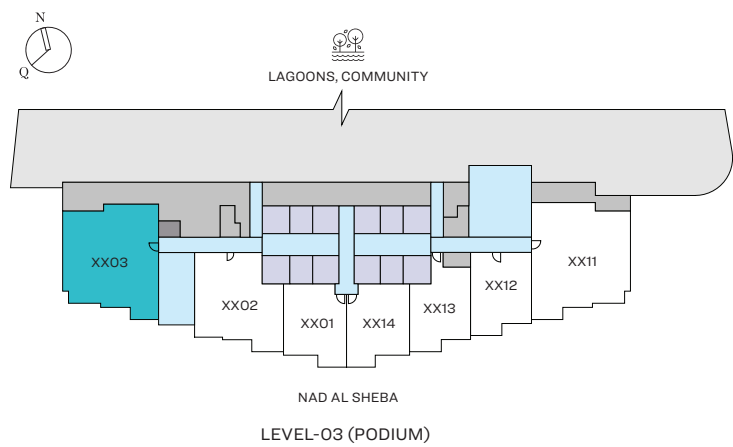 N
Q
LAGOONS, COMMUNITY
XX03
XX02
XX01
XX14
XX13
XX12
XX11
NAD AL SHEBA
LEVEL-03 (PODIUM)